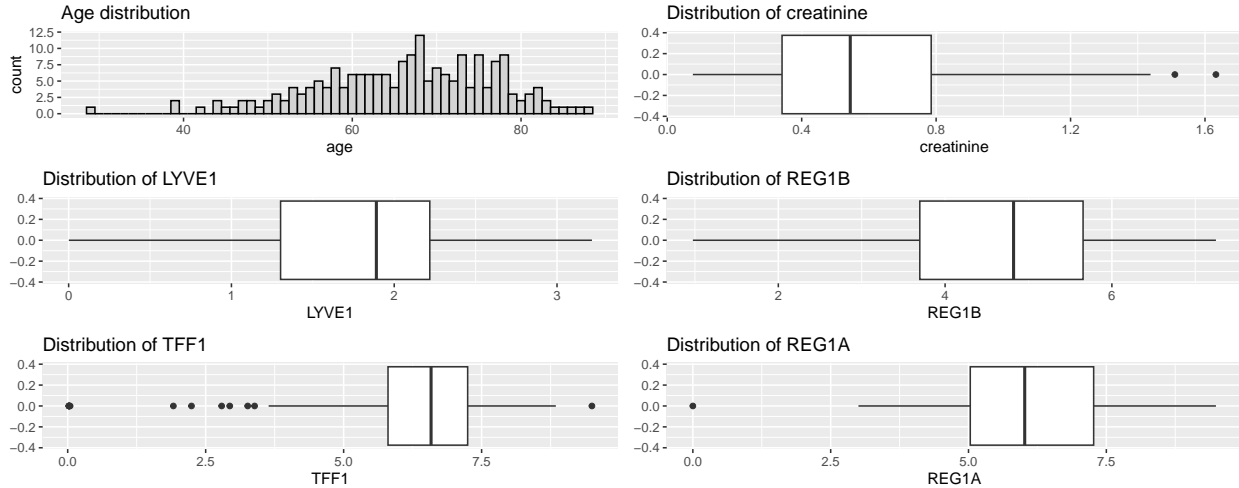 Age distribution
12.5
10.0
7.5
5.0
2.5
0.0
count
40 60 80
age
Distribution of creatinine
0.4
0.2
0.0
−0.2
−0.4
0.0 0.4 0.8 1.2 1.6
creatinine
Distribution of LYVE1
0.4
0.2
0.0
−0.2
−0.4
0 1 2 3
LYVE1
Distribution of REG1B
0.4
0.2
0.0
−0.2
−0.4
2 4 6
REG1B
Distribution of TFF1
0.4
0.2
0.0
−0.2
−0.4
0.0 2.5 5.0 7.5
TFF1
Distribution of REG1A
0.4
0.2
0.0
−0.2
−0.4
0.0 2.5 5.0 7.5
REG1A